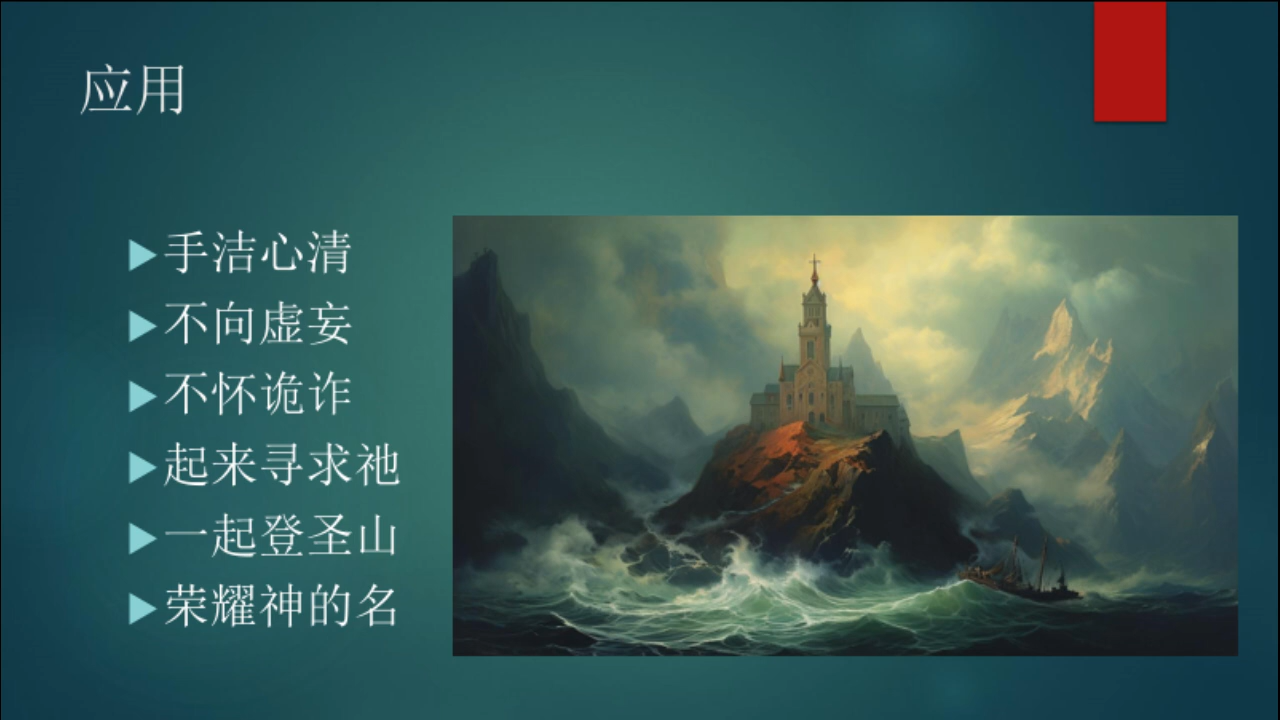 应用
手洁心清
不向虚妄
不怀诡诈
起来寻求祂
一起登圣山
荣耀神的名